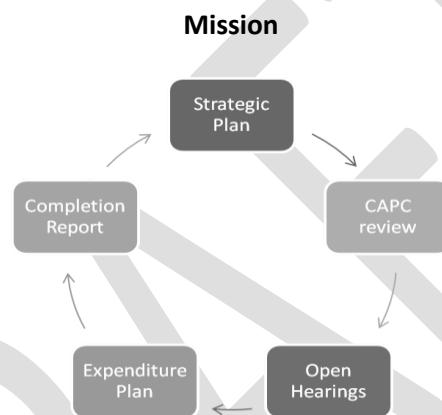 Mission
Strategic
Plan
CAPC
review
Open
Hearings
Expenditure
Plan
Completion
Report